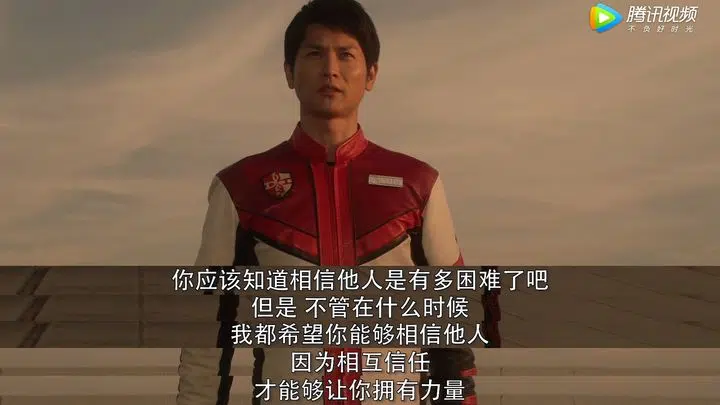 腾讯视频
不负好时光
你应该知道相信他人是有多困难了吧
但是 不管在什么时候
我都希望你能够相信他人
因为相互信任
才能够让你拥有力量